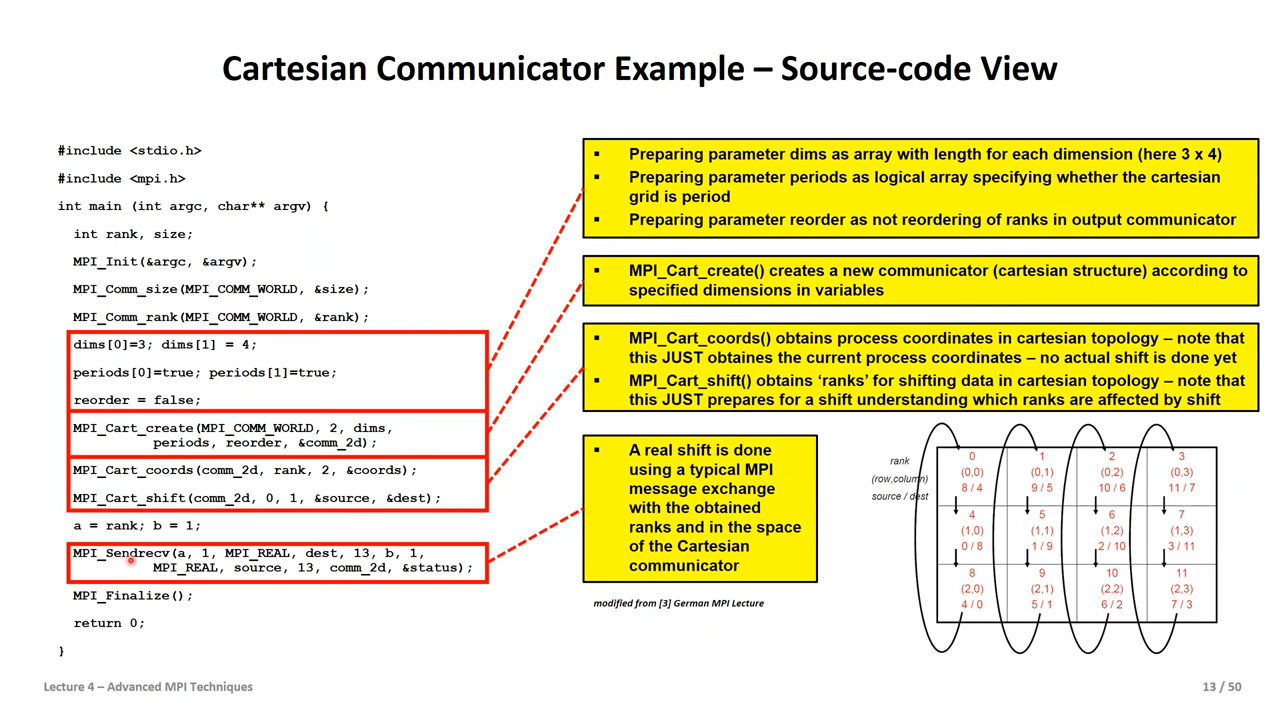 Cartesian Communicator Example – Source-code View
#include <stdio.h>
#include <mpi.h>
int main (int argc, char** argv) {
int rank, size;
MPI_Init(&argc, &argv);
MPI_Comm_size(MPI_COMM_WORLD, &size);
MPI_Comm_rank(MPI_COMM_WORLD, &rank);
dims[0]=3; dims[1] = 4;
periods[0]=true; periods[1]=true;
reorder = false;
MPI_Cart_create(MPI_COMM_WORLD, 2, dims,
periods, reorder, &comm_2d);
MPI_Cart_coords(comm_2d, rank, 2, &coords);
MPI_Cart_shift(comm_2d, 0, 1, &source, &dest);
a = rank; b = 1;
MPI_Sendrecv(a, 1, MPI_REAL, dest, 13, b, 1,
MPI_REAL, source, 13, comm_2d, &status);
MPI_Finalize();
return 0;
}
▪ Preparing parameter dims as array with length for each dimension (here 3 x 4)
▪ Preparing parameter periods as logical array specifying whether the cartesian
grid is period
▪ Preparing parameter reorder as not reordering of ranks in output communicator
▪ MPI_Cart_create() creates a new communicator (cartesian structure) according to
specified dimensions in variables
▪ MPI_Cart_coords() obtains process coordinates in cartesian topology – note that
this JUST obtaines the current process coordinates – no actual shift is done yet
▪ MPI_Cart_shift() obtains ‘ranks’ for shifting data in cartesian topology – note that
this JUST prepares for a shift understanding which ranks are affected by shift
▪ A real shift is done
using a typical MPI
message exchange
with the obtained
ranks and in the space
of the Cartesian
communicator
modified from [3] German MPI Lecture
rank
(row,column)
source / dest
0 1 2 3
(0,0) (0,1) (0,2) (0,3)
8 / 4 9 / 5 10 / 6 11 / 7
4 5 6 7
(1,0) (1,1) (1,2) (1,3)
0 / 8 1 / 9 2 / 10 3 / 11
8 9 10 11
(2,0) (2,1) (2,2) (2,3)
4 / 0 5 / 1 6 / 2 7 / 3
Lecture 4 – Advanced MPI Techniques
13 / 50